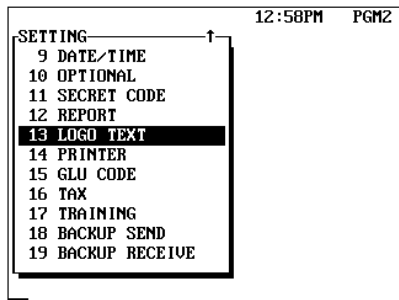 12:58PM PGM2
SETTING ↑
9 DATE/TIME
10 OPTIONAL
11 SECRET CODE
12 REPORT
13 LOGO TEXT
14 PRINTER
15 GLU CODE
16 TAX
17 TRAINING
18 BACKUP SEND
19 BACKUP RECEIVE